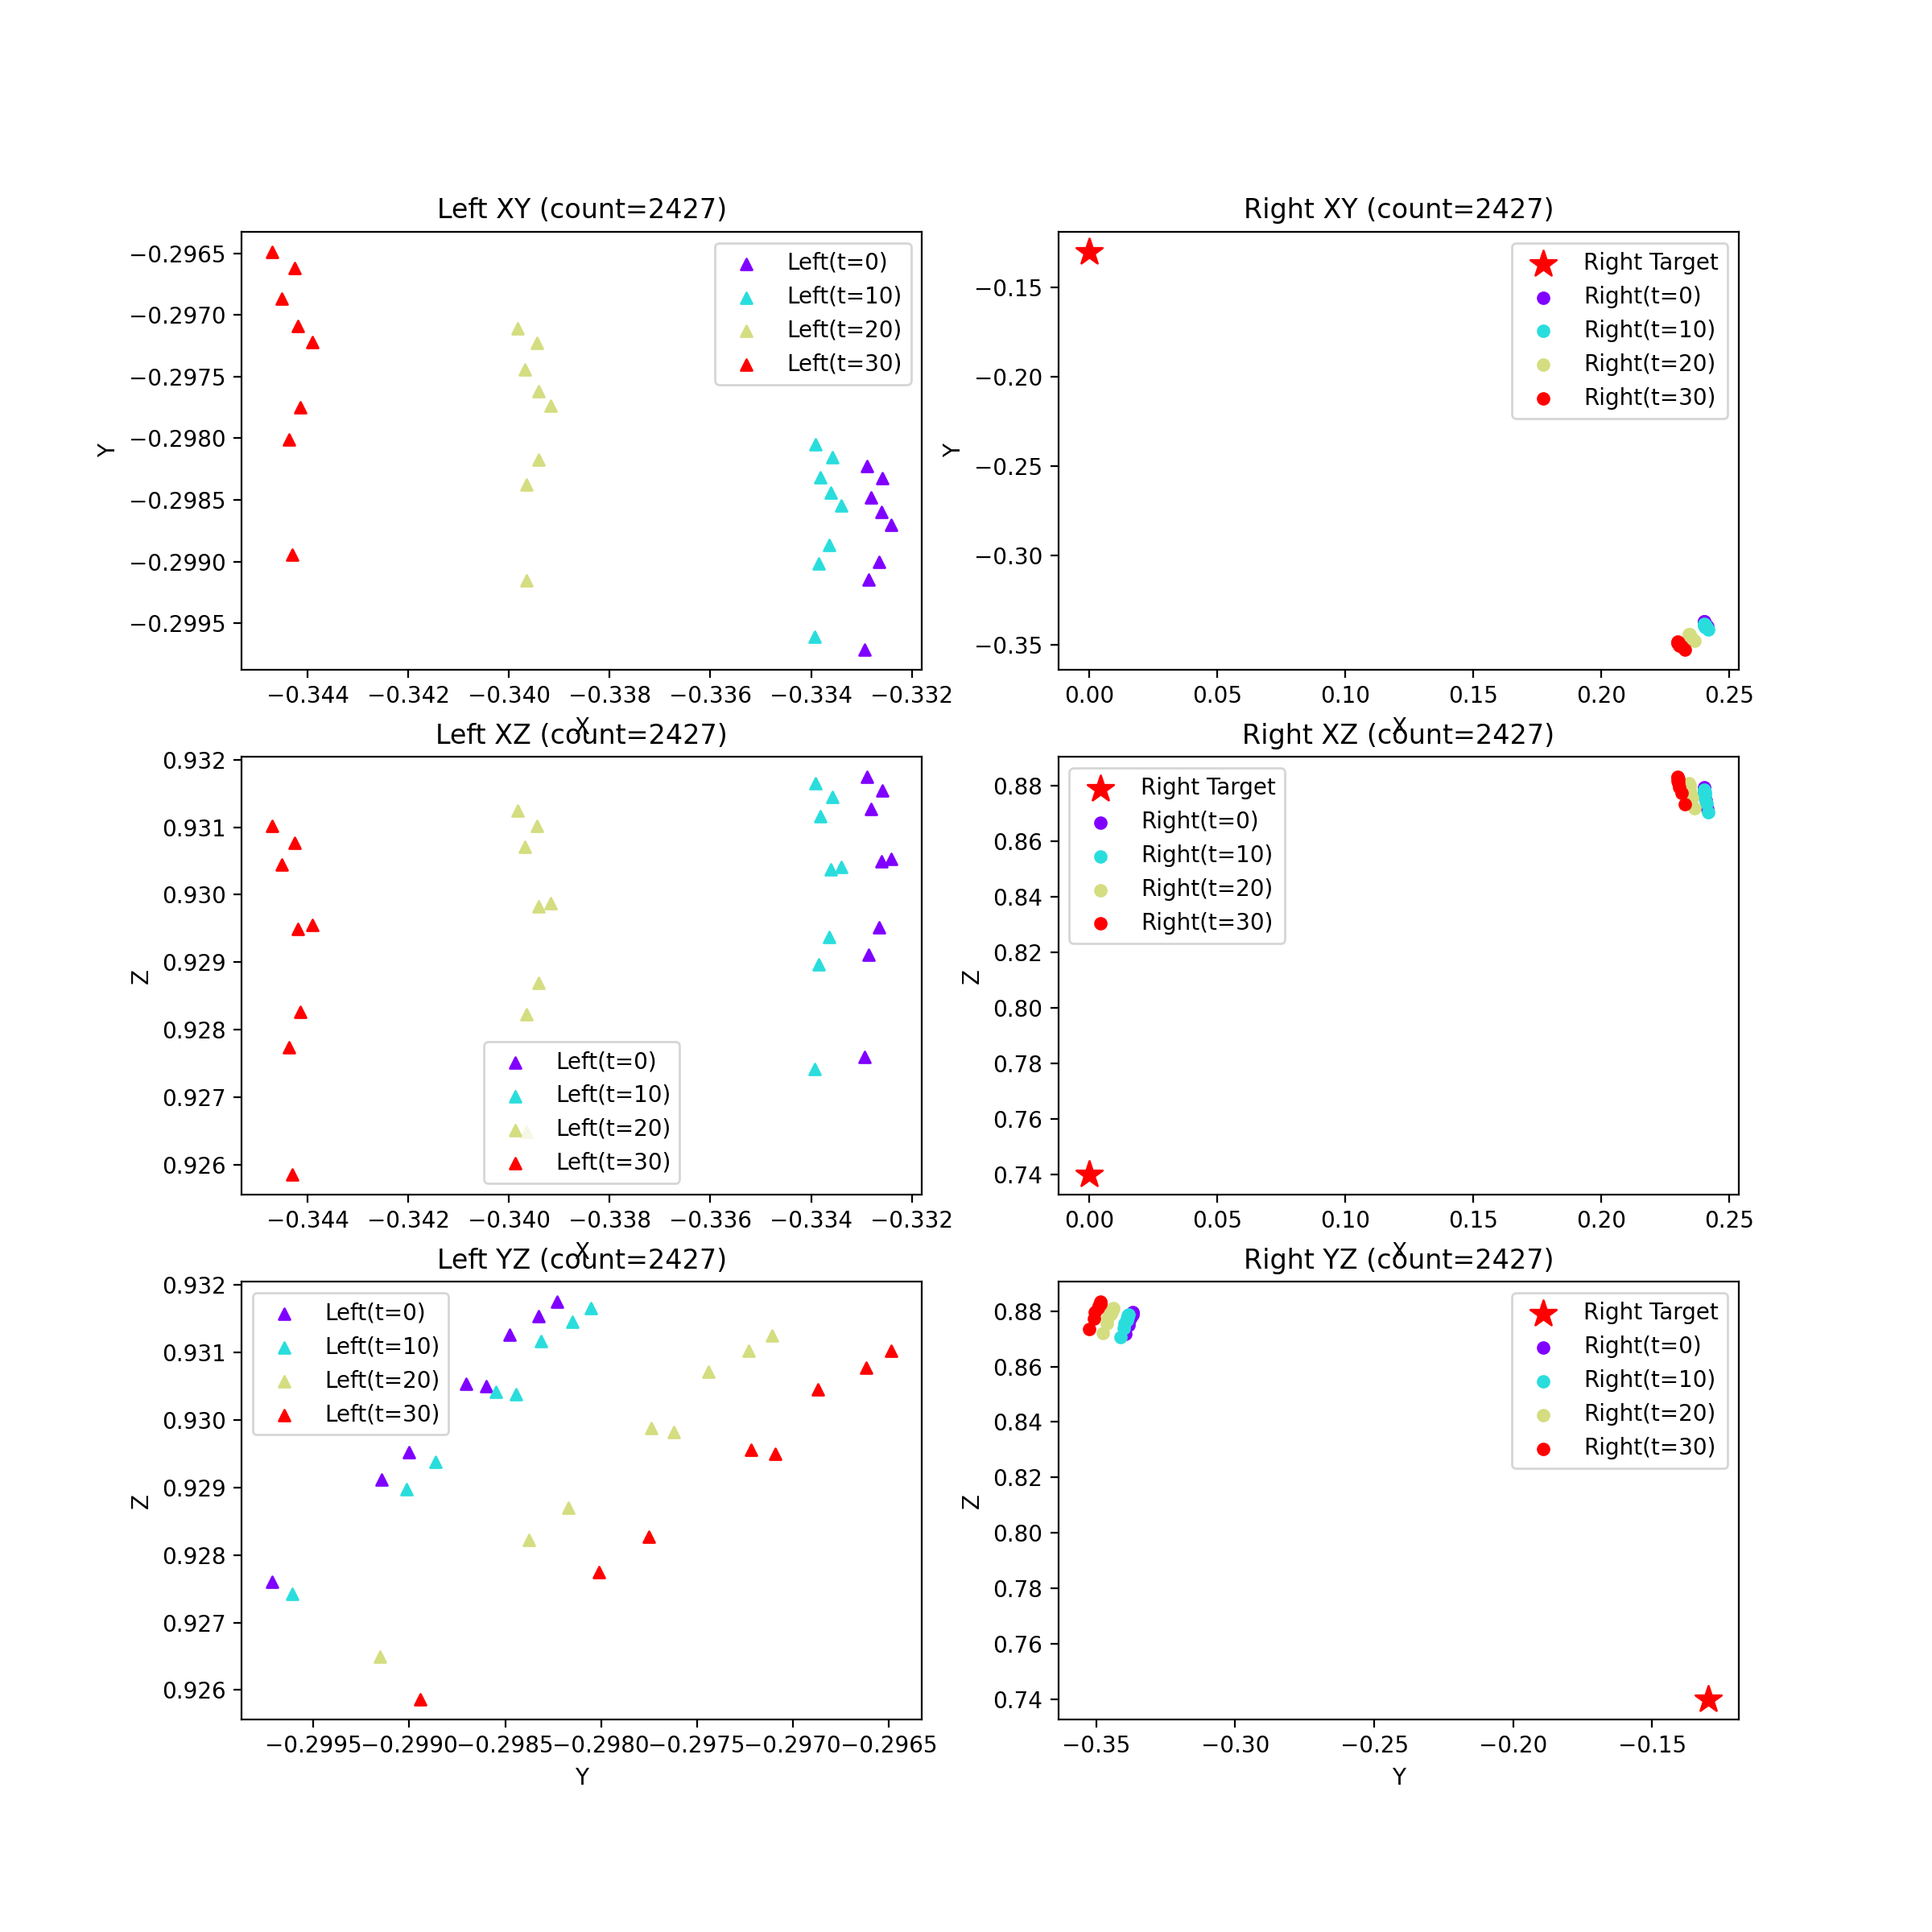 Left XY (count=2427)
Y
−0.2965
−0.2970
−0.2975
−0.2980
−0.2985
−0.2990
−0.2995
Left(t=0)
Left(t=10)
Left(t=20)
Left(t=30)
−0.344 −0.342 −0.340 −0.338 −0.336 −0.334 −0.332
X
Right XY (count=2427)
Y
−0.15
−0.20
−0.25
−0.30
−0.35
Right Target
Right(t=0)
Right(t=10)
Right(t=20)
Right(t=30)
0.00 0.05 0.10 0.15 0.20 0.25
X
Left XZ (count=2427)
Z
0.932
0.931
0.930
0.929
0.928
0.927
0.926
Left(t=0)
Left(t=10)
Left(t=20)
Left(t=30)
−0.344 −0.342 −0.340 −0.338 −0.336 −0.334 −0.332
X
Right XZ (count=2427)
Z
0.88
0.86
0.84
0.82
0.80
0.78
0.76
0.74
Right Target
Right(t=0)
Right(t=10)
Right(t=20)
Right(t=30)
0.00 0.05 0.10 0.15 0.20 0.25
X
Left YZ (count=2427)
Z
0.932
0.931
0.930
0.929
0.928
0.927
0.926
Left(t=0)
Left(t=10)
Left(t=20)
Left(t=30)
−0.2995 −0.2990 −0.2985 −0.2980 −0.2975 −0.2970 −0.2965
Y
Right YZ (count=2427)
Z
0.88
0.86
0.84
0.82
0.80
0.78
0.76
0.74
Right Target
Right(t=0)
Right(t=10)
Right(t=20)
Right(t=30)
−0.35 −0.30 −0.25 −0.20 −0.15
Y